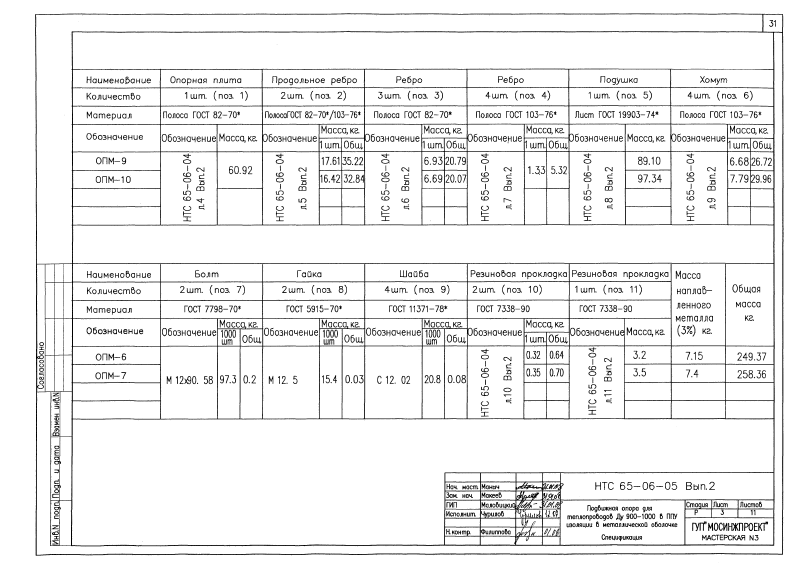 31
Наименование Опорная плита Продольное ребро Ребро Ребро Подушка Хомут
Количество 1 шт. (поз 1) 2шт. (поз. 2) 3шт. (поз. 3) 4шт. (поз 4) 1шт. (поз 5) 4шт. (поз. 6)
Материал Полоса ГОСТ 82-70* ПолосаГОСТ 82-70*/103-76* Полоса ГОСТ 82-70* Полоса ГОСТ 103-76* Лист ГОСТ 19903-74* Полоса ГОСТ 103-76*
Обозначение Обозначение Масса, кг. Обозначение Масса, кг. Обозначение Масса, кг. Обозначение Масса, кг. Обозначение Масса, кг. Обозначение Масса, кг.
1 шт. Общ. 1 шт. Общ. 1 шт. Общ. 1 шт. Общ.
ОПМ-9 НТС 65-06-04 л.4 Вып.2 60.92 НТС 65-06-04 л.5 Вып.2 17.61 35.22 НТС 65-06-04 л.6 Вып.2 6.93 20.79 НТС 65-06-04 л.7 Вып.2 1.33 5.32 НТС 65-06-04 л.8 Вып.2 89.10 НТС 65-06-04 л.9 Вып.2 6.68 26.72
ОПМ-10 16.42 32.84 6.69 20.07 97.34 7.79 29.96
Наименование Болт Гайка Шайба Резиновая прокладка Резиновая прокладка Масса наплав-ленного металла (3%) кг. Общая масса кг.
Количество 2шт. (поз 7) 2шт. (поз 8) 4шт. (поз 9) 2шт. (поз. 10) 1шт. (поз. 11)
Материал ГОСТ 7798-70* ГОСТ 5915-70* ГОСТ 11371-78* ГОСТ 7338-90 ГОСТ 7338-90
Обозначение Обозначение Масса, кг. Обозначение Масса, кг. Обозначение Масса, кг. Обозначение Масса, кг. Обозначение Масса, кг.
1000 шт Общ. 1000 шт Общ. 1000 шт Общ. 1 шт. Общ.
ОПМ-6 НТС 65-06-04 л.10 Вып.2 0.32 0.64 НТС 65-06-04 л.11 Вып.2 3.2 7.15 249.37
ОПМ-7 М 12х90. 58 97.3 0.2 М 12. 5 15.4 0.03 С 12. 02 20.8 0.08 0.35 0.70 3.5 7.4 258.36
Согласовано
Взамен инв.N
Подп. и дата
Инв.N подл.
Нач. маст. Манич
Зам. нач. Макеев
ГИП Маловицкий
Исполнит. Чурилов
Н.контр. Филиппова
НТС 65-06-05 Вып.2
Подвижная опора для
теплопроводов Ду 900-1000 в ППУ
изоляции в металлической оболочке
Спецификация
Стадия Лист Листов
Р 3 11
ГУП"МОСИНЖПРОЕКТ"
МАСТЕРСКАЯ N3